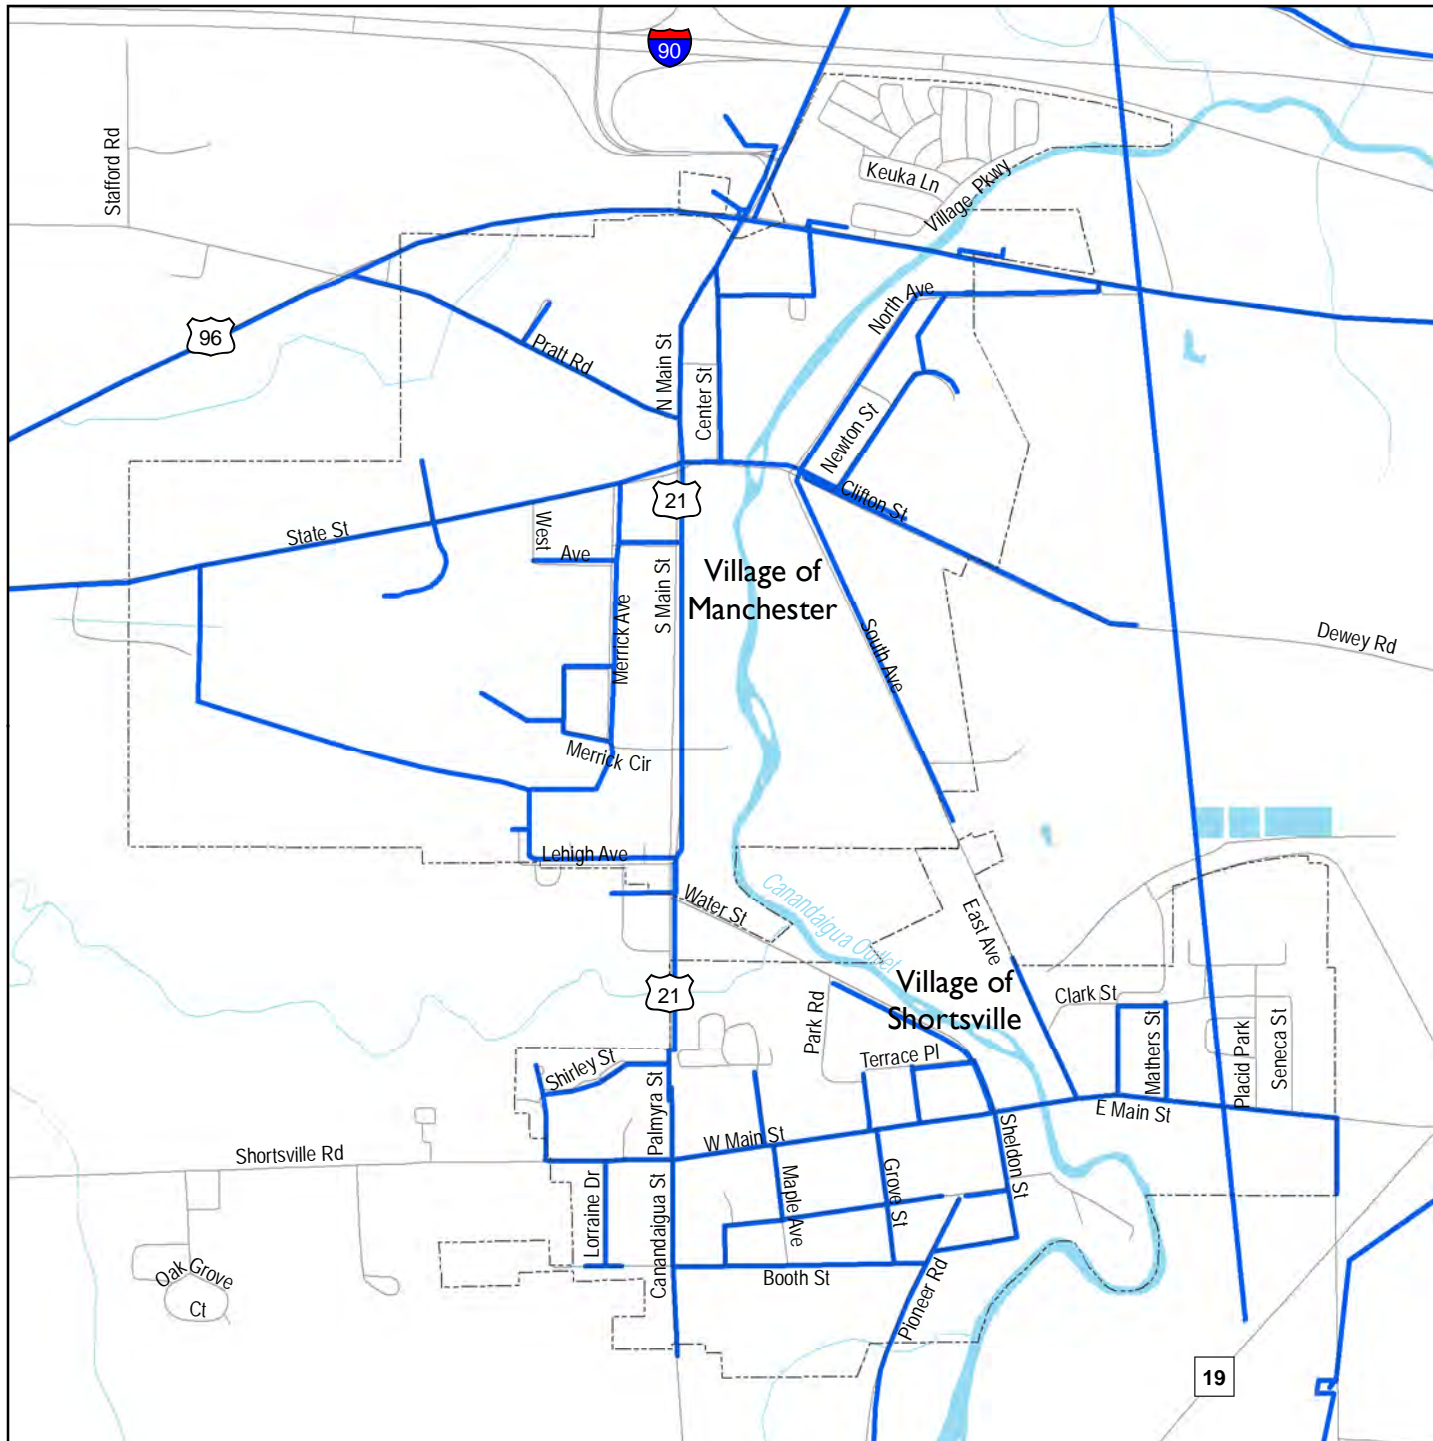 90
Stafford Rd
Keuka Ln
Village Pkwy
North Ave
96
Pratt Rd
N Main St
Center St
Newton St
Clifton St
21
State St
West
Ave
Village of
Manchester
S Main St
Merrick Ave
South Ave
Dewey Rd
Merrick Cir
Lehigh Ave
Water St
Canandaigua Outlet
East Ave
21
Village of
Shortsville
Clark St
Park Rd
Terrace Pl
Mathers St
Placid Park
Seneca St
Shirley St
Palmyra St
E Main St
W Main St
Sheldon St
Shortsville Rd
Lorraine Dr
Canandaigua St
Maple Ave
Grove St
Oak Grove
Ct
Booth St
Pioneer Rd
19